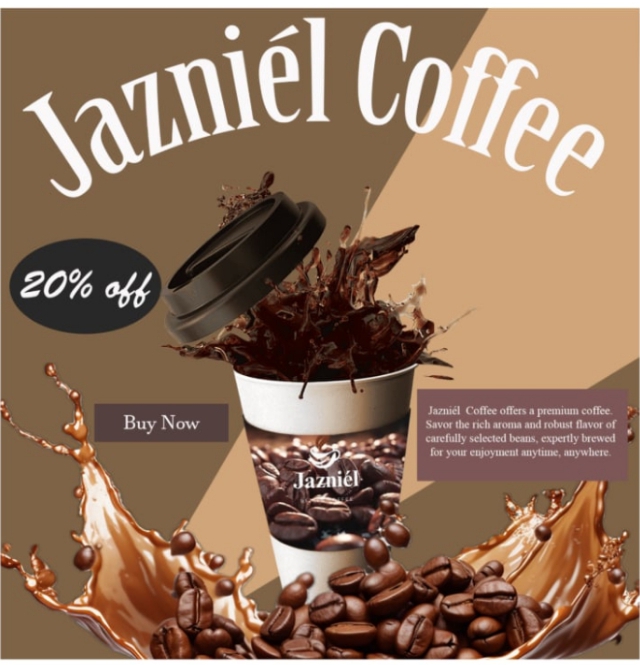 Jazniél Coffee
20% off
Buy Now
Jazniél Coffee offers a premium coffee.
Savor the rich aroma and robust flavor of
carefully selected beans, expertly brewed
for your enjoyment anytime, anywhere.
Jazniél